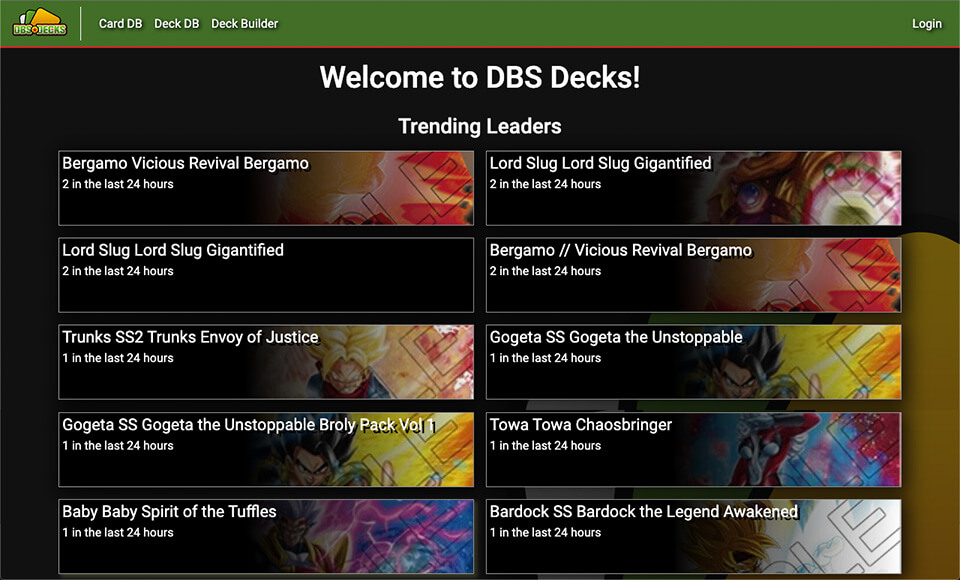 DBS DECKS
Card DB Deck DB Deck Builder Login
Welcome to DBS Decks!
Trending Leaders
Bergamo Vicious Revival Bergamo
2 in the last 24 hours
Lord Slug Lord Slug Gigantified
2 in the last 24 hours
Lord Slug Lord Slug Gigantified
2 in the last 24 hours
Bergamo // Vicious Revival Bergamo
2 in the last 24 hours
Trunks SS2 Trunks Envoy of Justice
1 in the last 24 hours
Gogeta SS Gogeta the Unstoppable
1 in the last 24 hours
Gogeta SS Gogeta the Unstoppable Broly Pack Vol 1
1 in the last 24 hours
Towa Towa Chaosbringer
1 in the last 24 hours
Baby Baby Spirit of the Tuffles
1 in the last 24 hours
Bardock SS Bardock the Legend Awakened
1 in the last 24 hours